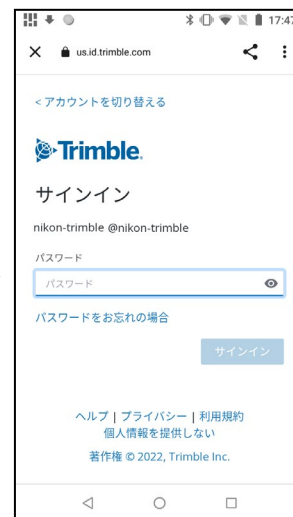 17:47
us.id.trimble.com
< アカウントを切り替える
Trimble.
サインイン
nikon-trimble @nikon-trimble
パスワード
パスワード
パスワードをお忘れの場合
サインイン
ヘルプ | プライバシー | 利用規約
個人情報を提供しない
著作権 © 2022, Trimble Inc.